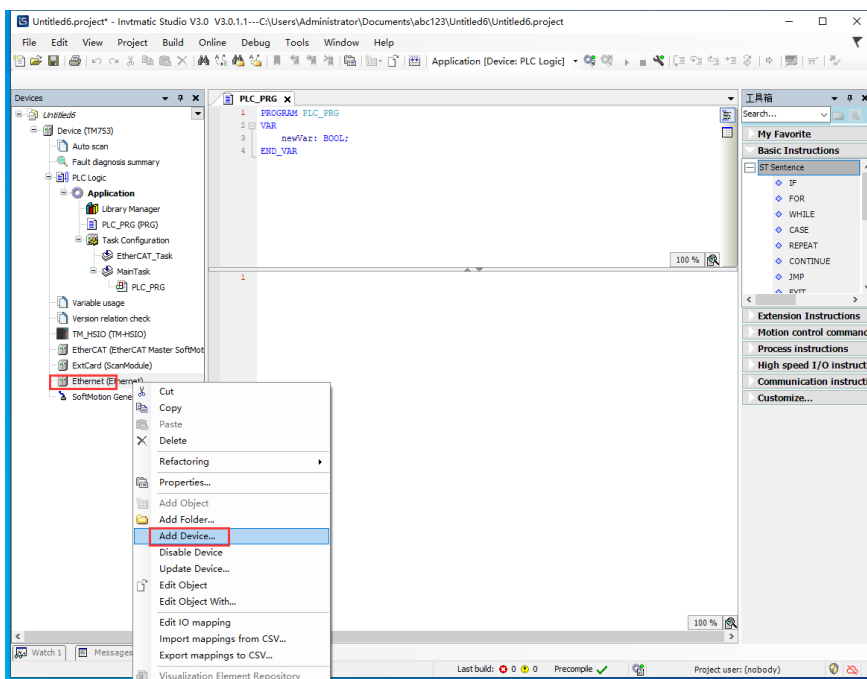 Untitled6.project* - Invtmatic Studio V3.0 V3.0.1.1---C:\Users\Administrator\Documents\abc123\Untitled6\Untitled6.project
File Edit View Project Build Online Debug Tools Window Help
Application [Device: PLC Logic]
Devices
Untitled6
Device (TM753)
Auto scan
Fault diagnosis summary
PLC Logic
Application
Library Manager
PLC_PRG (PRG)
Task Configuration
EtherCAT_Task
MainTask
PLC_PRG
Variable usage
Version relation check
TM_HSIO (TM-HSIO)
EtherCAT (EtherCAT Master SoftMot
ExtCard (ScanModule)
Ethernet (Ethernet)
SoftMotion Gene
Cut
Copy
Paste
Delete
Refactoring
Properties...
Add Object
Add Folder...
Add Device...
Disable Device
Update Device...
Edit Object
Edit Object With...
Edit IO mapping
Import mappings from CSV...
Export mappings to CSV...
Visualization Element Repository
PLC_PRG
1 PROGRAM PLC_PRG
2 VAR
3 newVar: BOOL;
4 END_VAR
100 %
1
100 %
工具箱
Search...
My Favorite
Basic Instructions
ST Sentence
IF
FOR
WHILE
CASE
REPEAT
CONTINUE
JMP
EXIT
Extension Instructions
Motion control command
Process instructions
High speed I/O instruct
Communication instructi
Customize...
Watch 1 Messages
Last build: 0 0 Precompile Project user: (nobody)